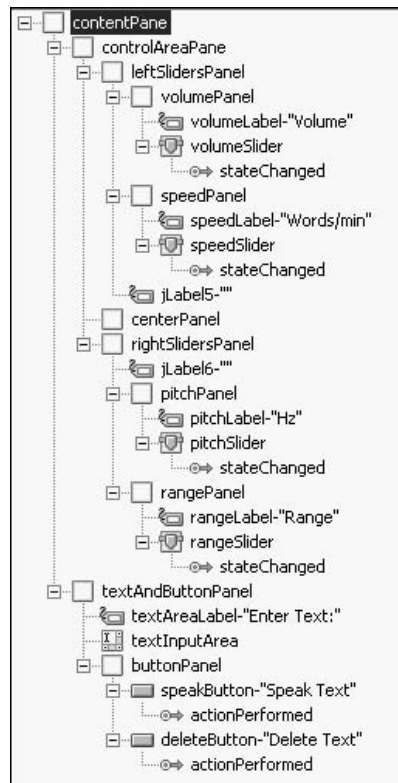 contentPane
controlAreaPane
leftSlidersPanel
volumePanel
volumeLabel-"Volume"
volumeSlider
stateChanged
speedPanel
speedLabel-"Words/min"
speedSlider
stateChanged
jLabel5-""
centerPanel
rightSlidersPanel
jLabel6-""
pitchPanel
pitchLabel-"Hz"
pitchSlider
stateChanged
rangePanel
rangeLabel-"Range"
rangeSlider
stateChanged
textAndButtonPanel
textAreaLabel-"Enter Text:"
textInputArea
buttonPanel
speakButton-"Speak Text"
actionPerformed
deleteButton-"Delete Text"
actionPerformed